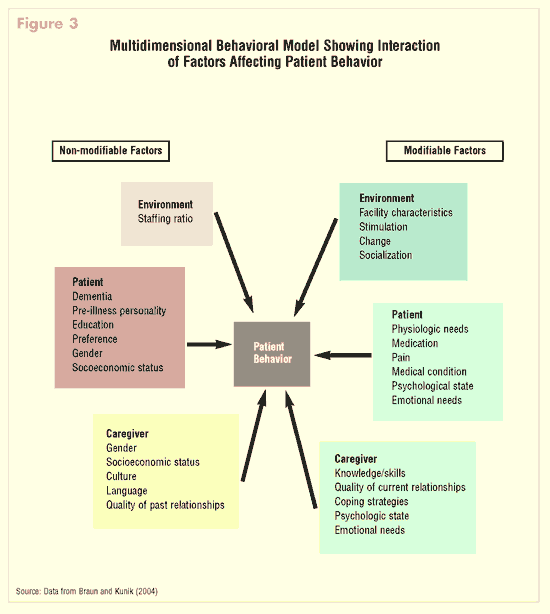 Figure 3
Multidimensional Behavioral Model Showing Interaction
of Factors Affecting Patient Behavior
Non-modifiable Factors
Modifiable Factors
Environment
Staffing ratio
Environment
Facility characteristics
Stimulation
Change
Socialization
Patient
Dementia
Pre-illness personality
Education
Preference
Gender
Socoeconomic status
Patient
Behavior
Patient
Physiologic needs
Medication
Pain
Medical condition
Psychological state
Emotional needs
Caregiver
Gender
Socioeconomic status
Culture
Language
Quality of past relationships
Caregiver
Knowledge/skills
Quality of current relationships
Coping strategies
Psychologic state
Emotional needs
Source: Data from Braun and Kunik (2004)